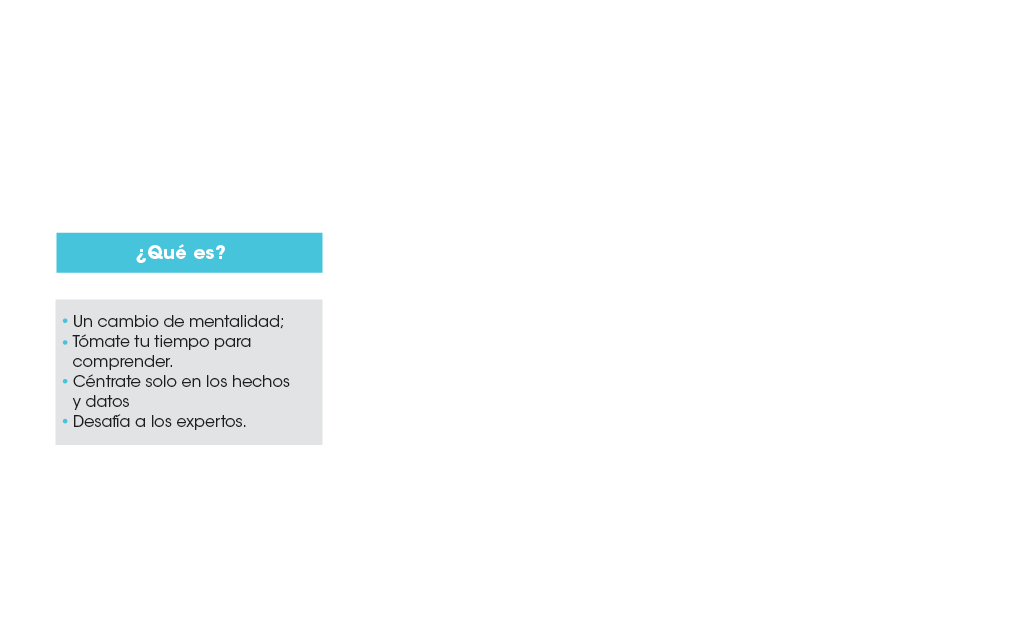 ¿Qué es?
• Un cambio de mentalidad;
• Tómate tu tiempo para
comprender.
• Céntrate solo en los hechos
y datos
• Desafía a los expertos.